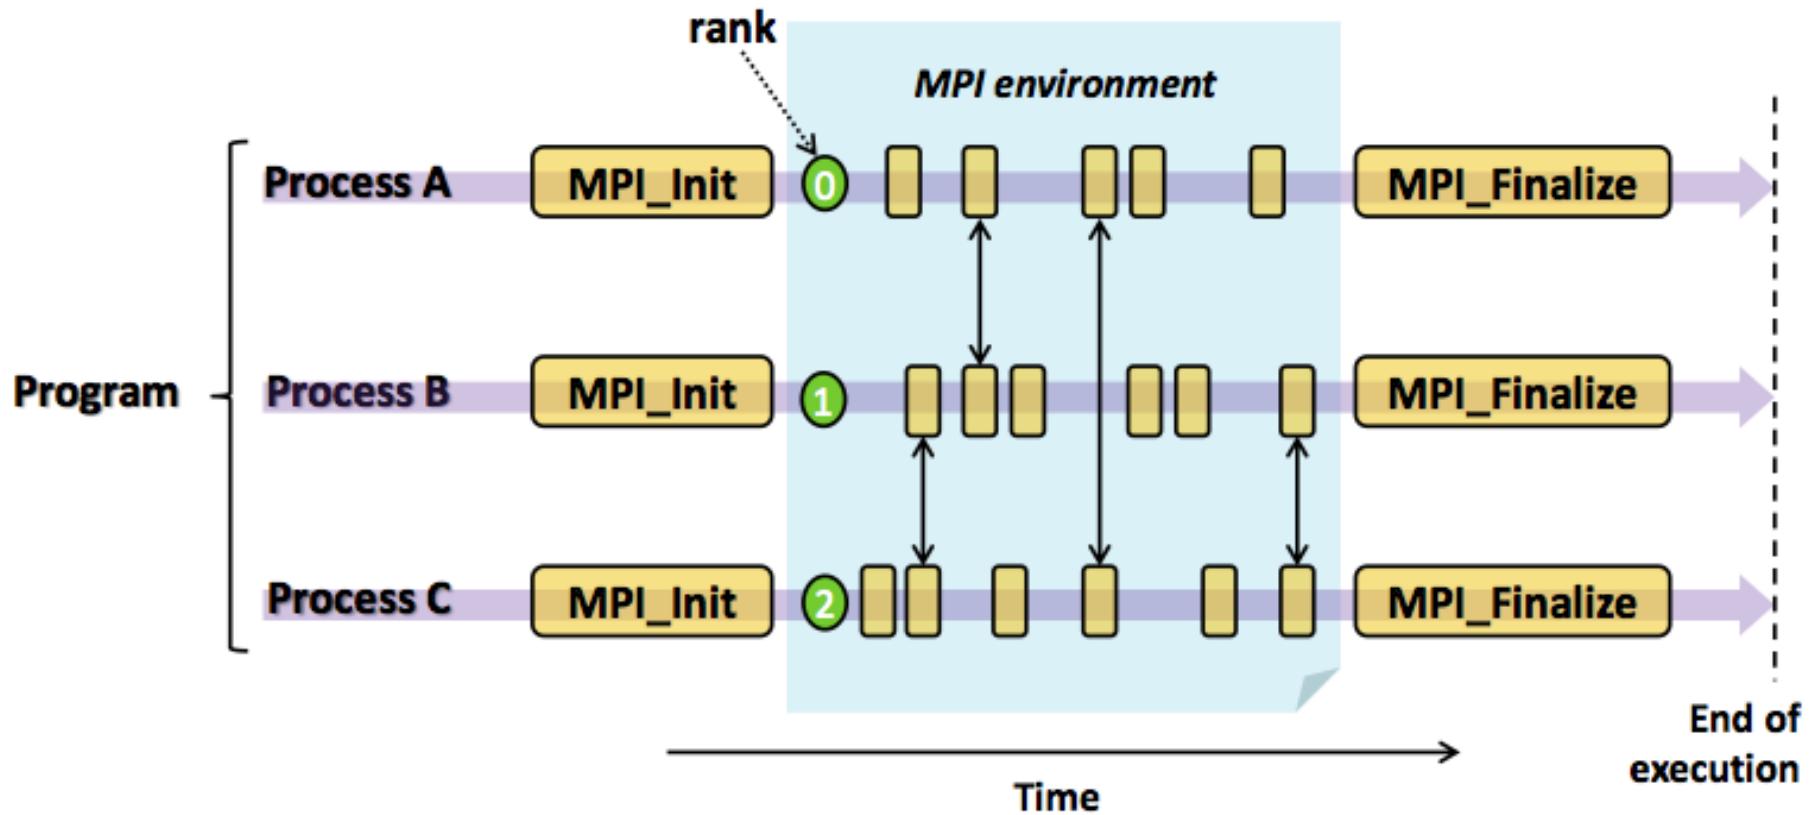 rank
MPI environment
Process A
MPI_Init
0
MPI_Finalize
Program
Process B
MPI_Init
1
MPI_Finalize
Process C
MPI_Init
2
MPI_Finalize
Time
End of
execution